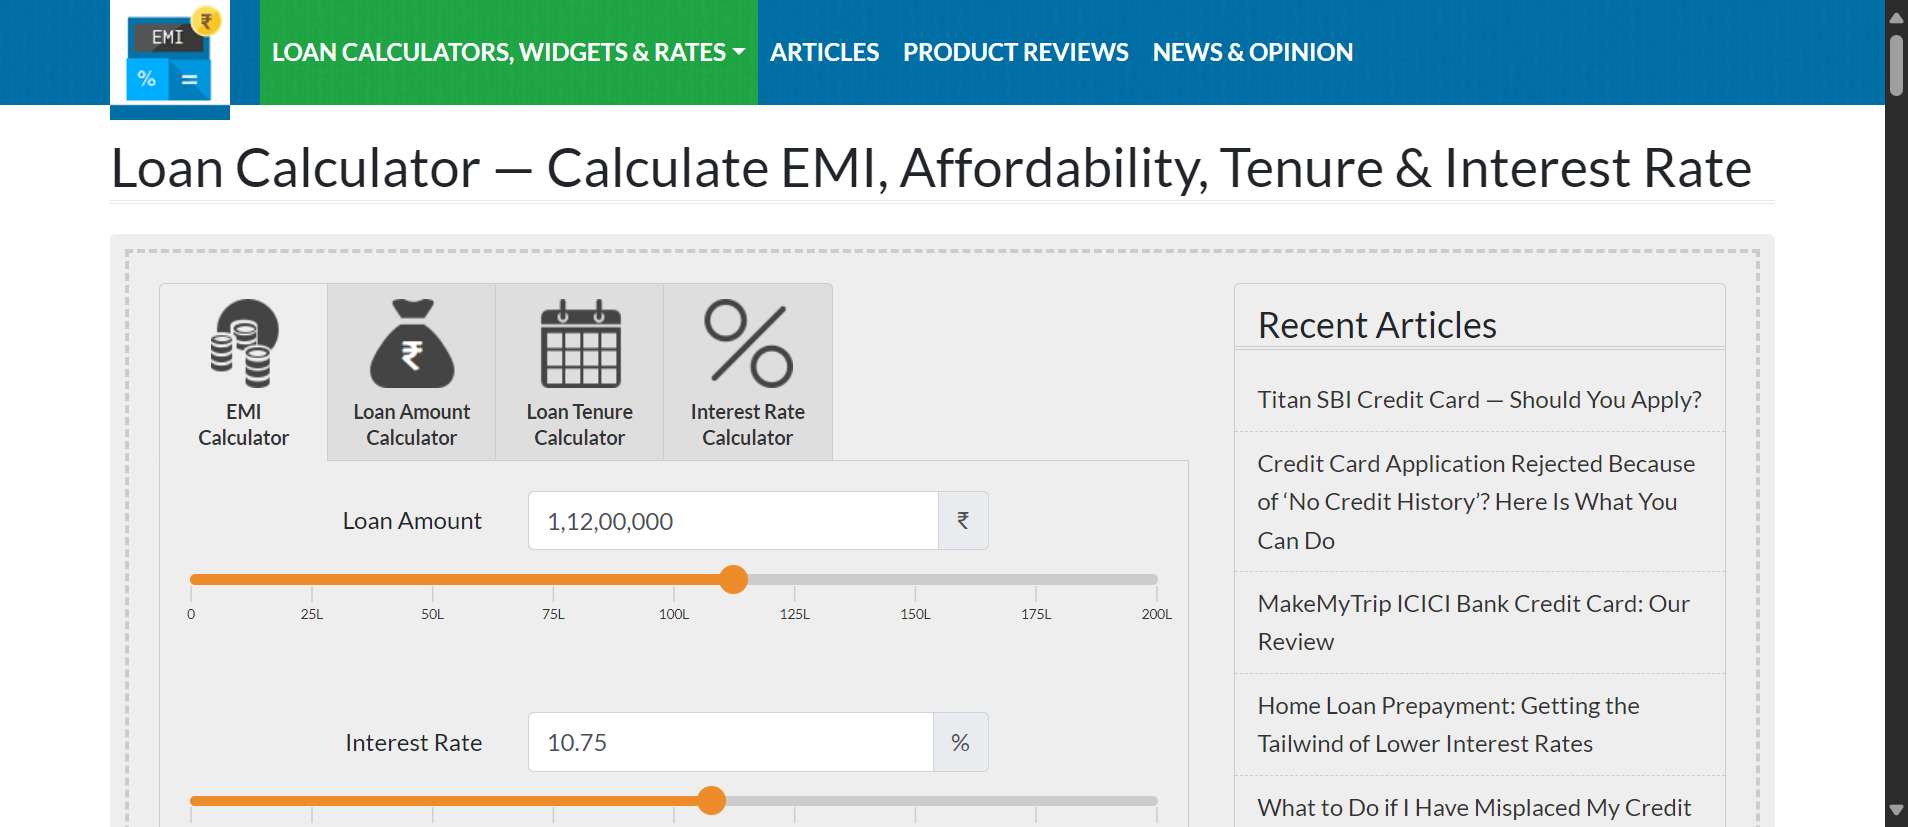 EMI
₹
%
=
LOAN CALCULATORS, WIDGETS & RATES
ARTICLES
PRODUCT REVIEWS
NEWS & OPINION
Loan Calculator — Calculate EMI, Affordability, Tenure & Interest Rate
EMI
Calculator
₹
Loan Amount
Calculator
Loan Tenure
Calculator
Interest Rate
Calculator
Loan Amount
1,12,00,000
₹
0
25L
50L
75L
100L
125L
150L
175L
200L
Interest Rate
10.75
%
Recent Articles
Titan SBI Credit Card — Should You Apply?
Credit Card Application Rejected Because
of ‘No Credit History’? Here Is What You
Can Do
MakeMyTrip ICICI Bank Credit Card: Our
Review
Home Loan Prepayment: Getting the
Tailwind of Lower Interest Rates
What to Do if I Have Misplaced My Credit